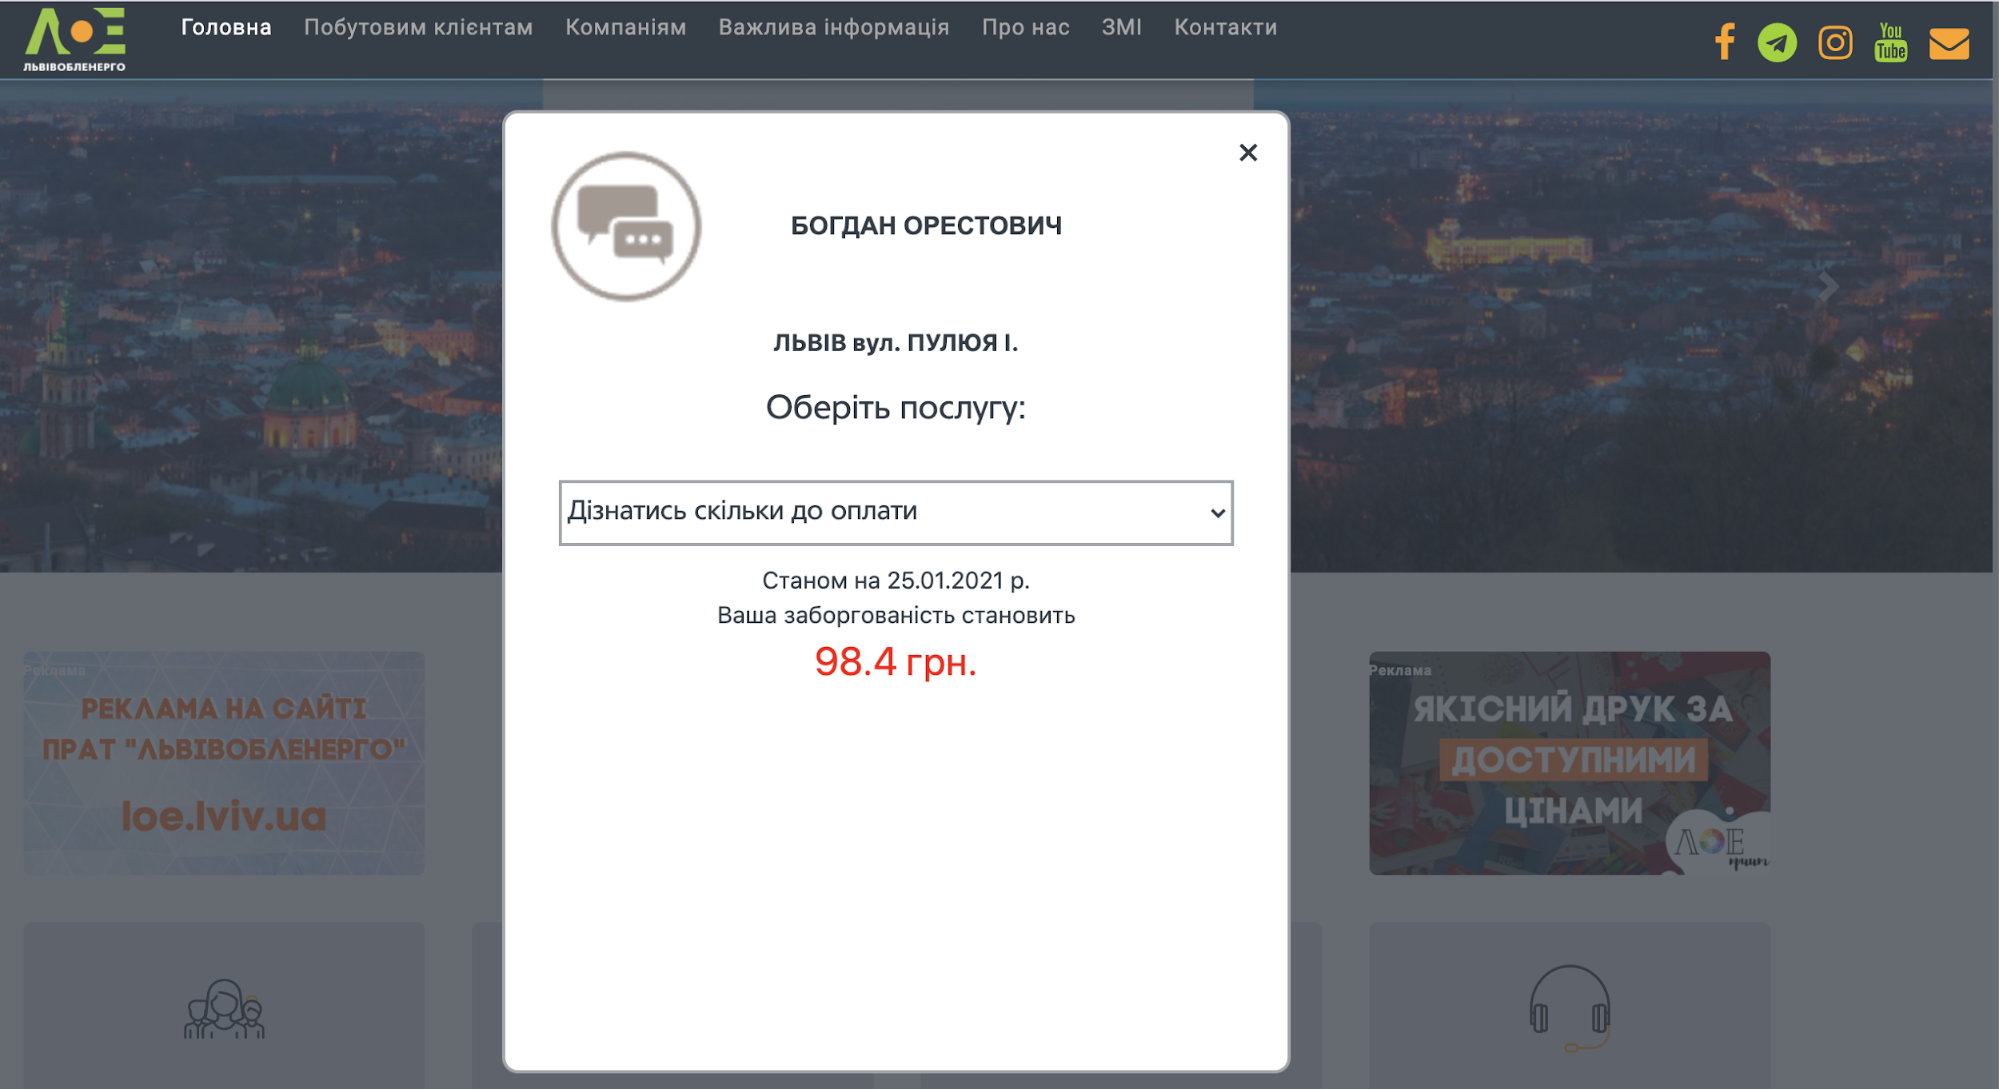 ЛОЕ
ЛЬВІВОБЛЕНЕРГО
Головна
Побутовим клієнтам
Компаніям
Важлива інформація
Про нас
ЗМІ
Контакти
You
Tube
БОГДАН ОРЕСТОВИЧ
ЛЬВІВ вул. ПУЛЮЯ І.
Оберіть послугу:
Дізнатись скільки до оплати
Станом на 25.01.2021 р.
Ваша заборгованість становить
98.4 грн.
Реклама
РЕКЛАМА НА САЙТІ
ПРАТ "ЛЬВІВОБЛЕНЕРГО"
loe.lviv.ua
Реклама
ЯКІСНИЙ ДРУК ЗА
ДОСТУПНИМИ
ЦІНАМИ
ЛОЕ
принт